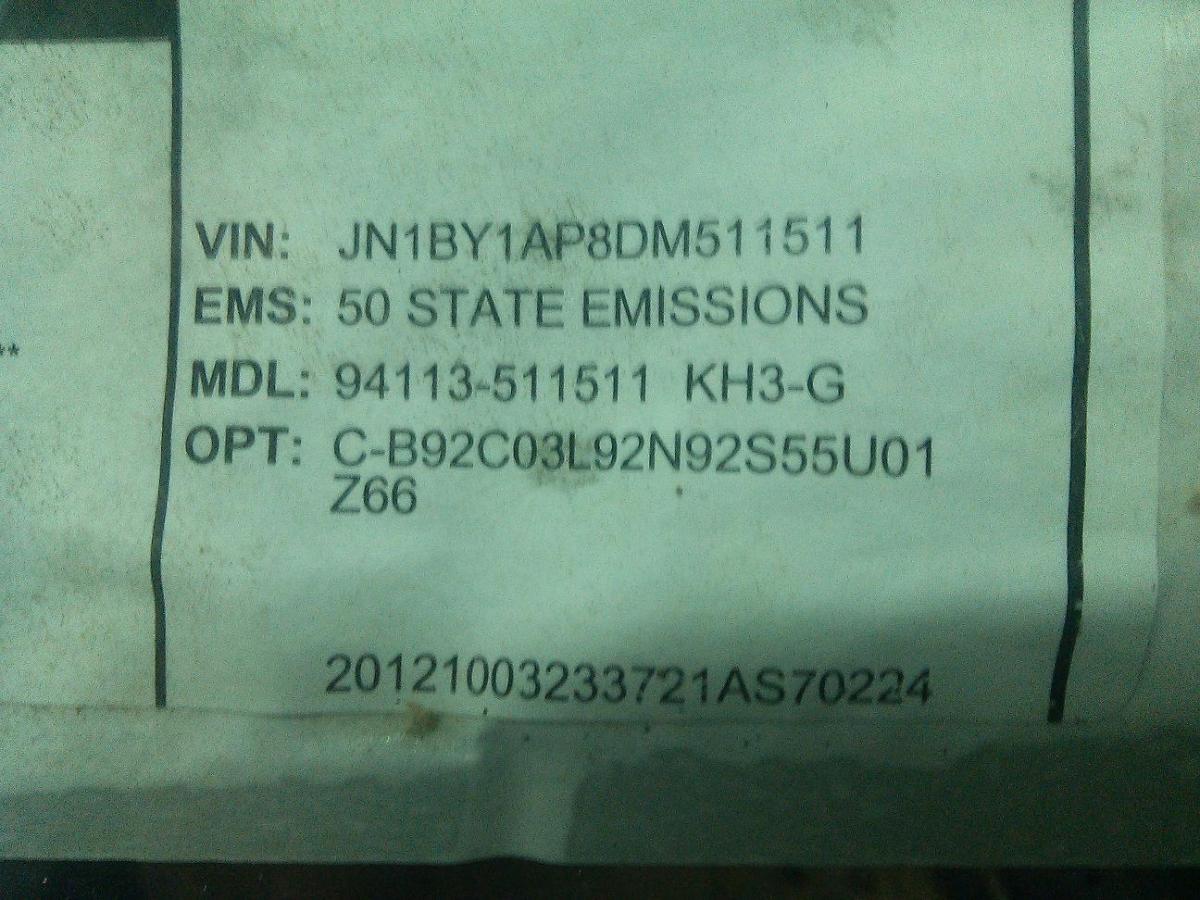 **
VIN: JN1BY1AP8DM511511
EMS: 50 STATE EMISSIONS
MDL: 94113-511511 KH3-G
OPT: C-B92C03L92N92S55U01
Z66
20121003233721AS70224